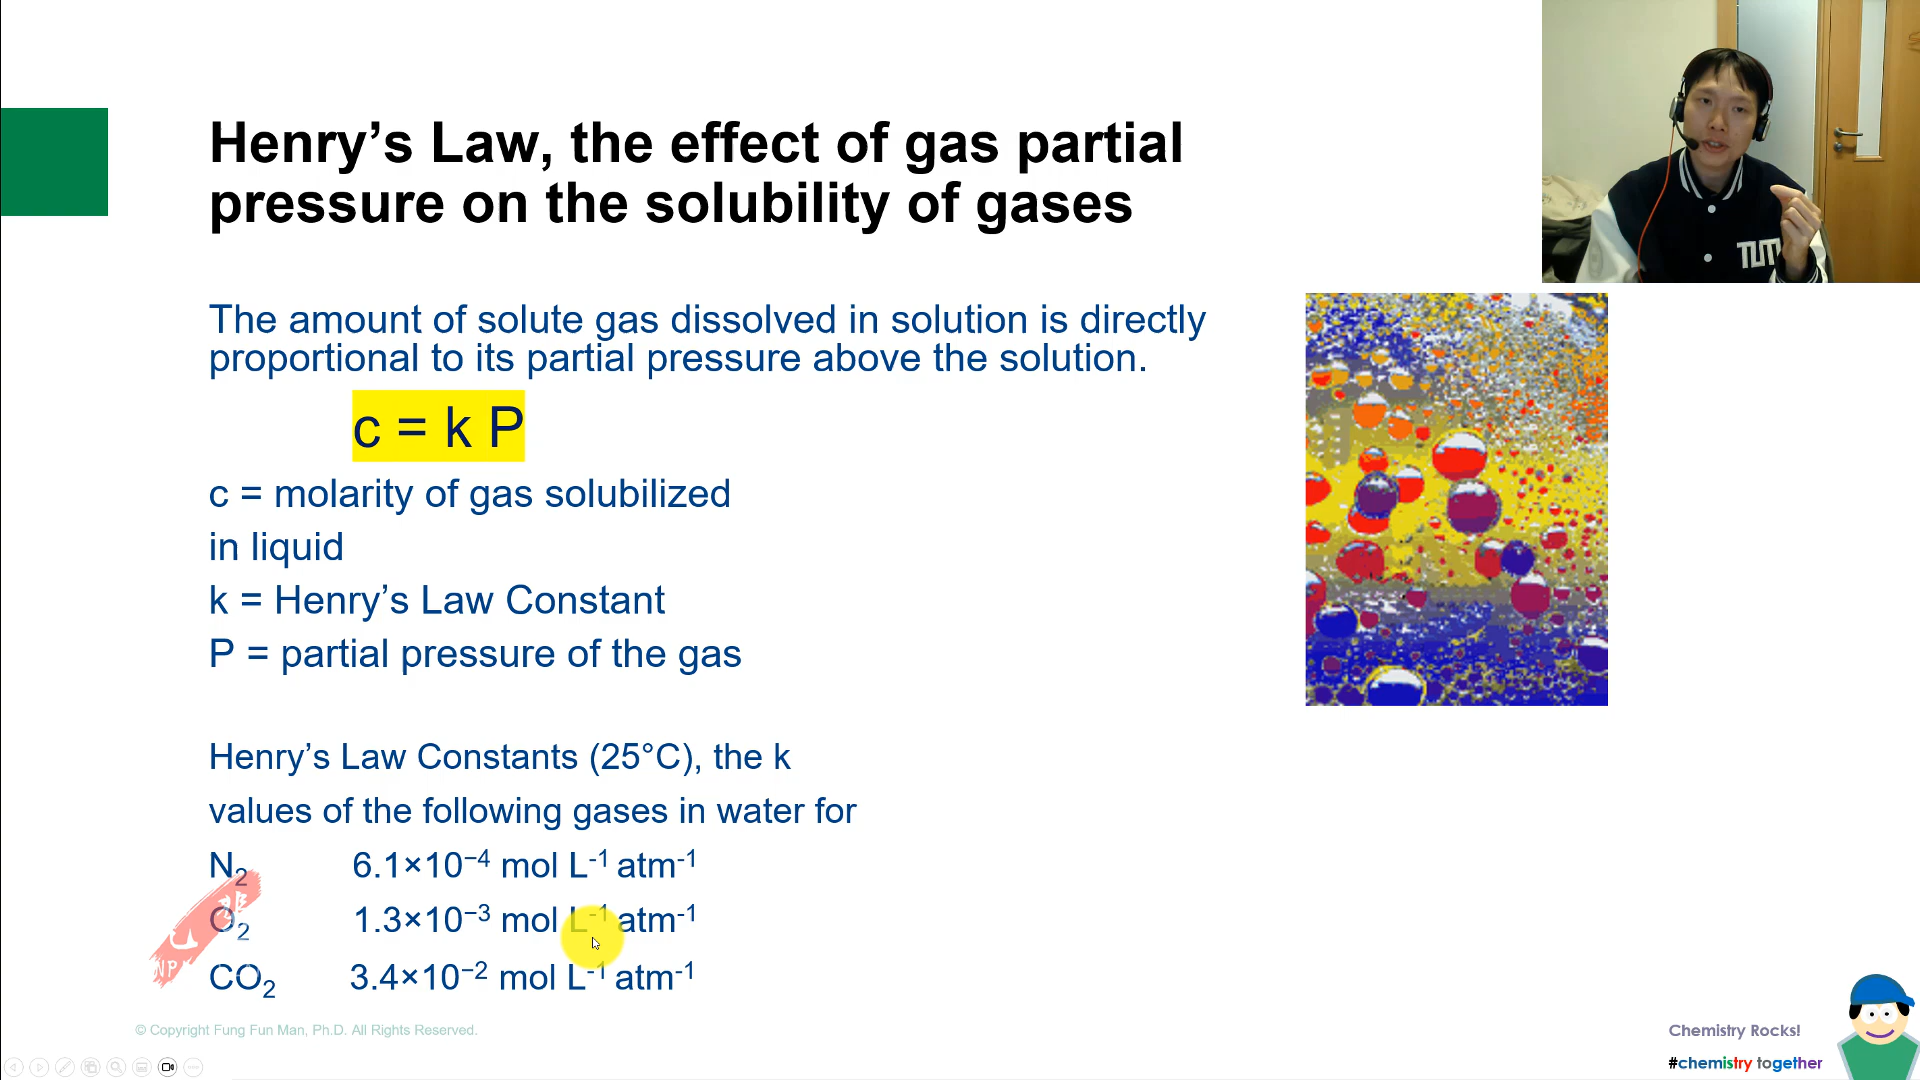 Henry’s Law, the effect of gas partial
pressure on the solubility of gases
The amount of solute gas dissolved in solution is directly
proportional to its partial pressure above the solution.
c = k P
c = molarity of gas solubilized
in liquid
k = Henry’s Law Constant
P = partial pressure of the gas
Henry’s Law Constants (25°C), the k
values of the following gases in water for
N₂ 6.1×10⁻⁴ mol L⁻¹ atm⁻¹
O₂ 1.3×10⁻³ mol L⁻¹ atm⁻¹
CO₂ 3.4×10⁻² mol L⁻¹ atm⁻¹
© Copyright Fung Fun Man, Ph.D. All Rights Reserved.
Chemistry Rocks!
#chemistry together